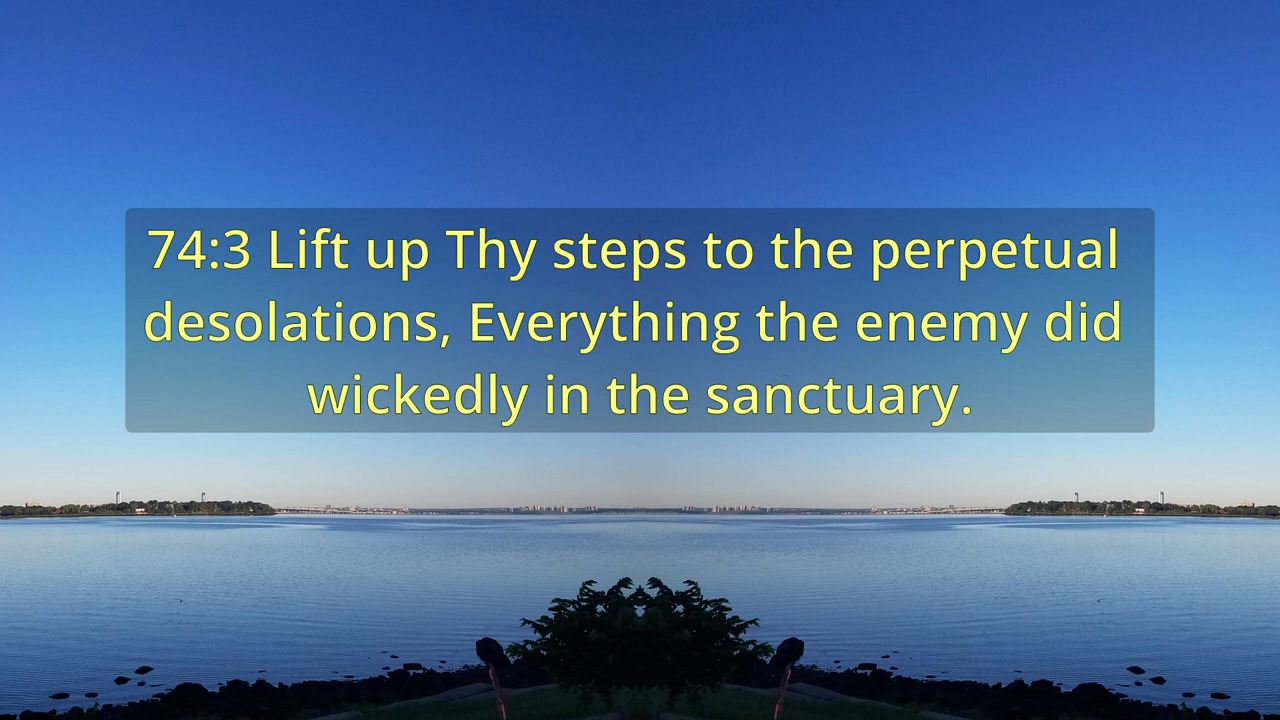 74:3 Lift up Thy steps to the perpetual
desolations, Everything the enemy did
wickedly in the sanctuary.